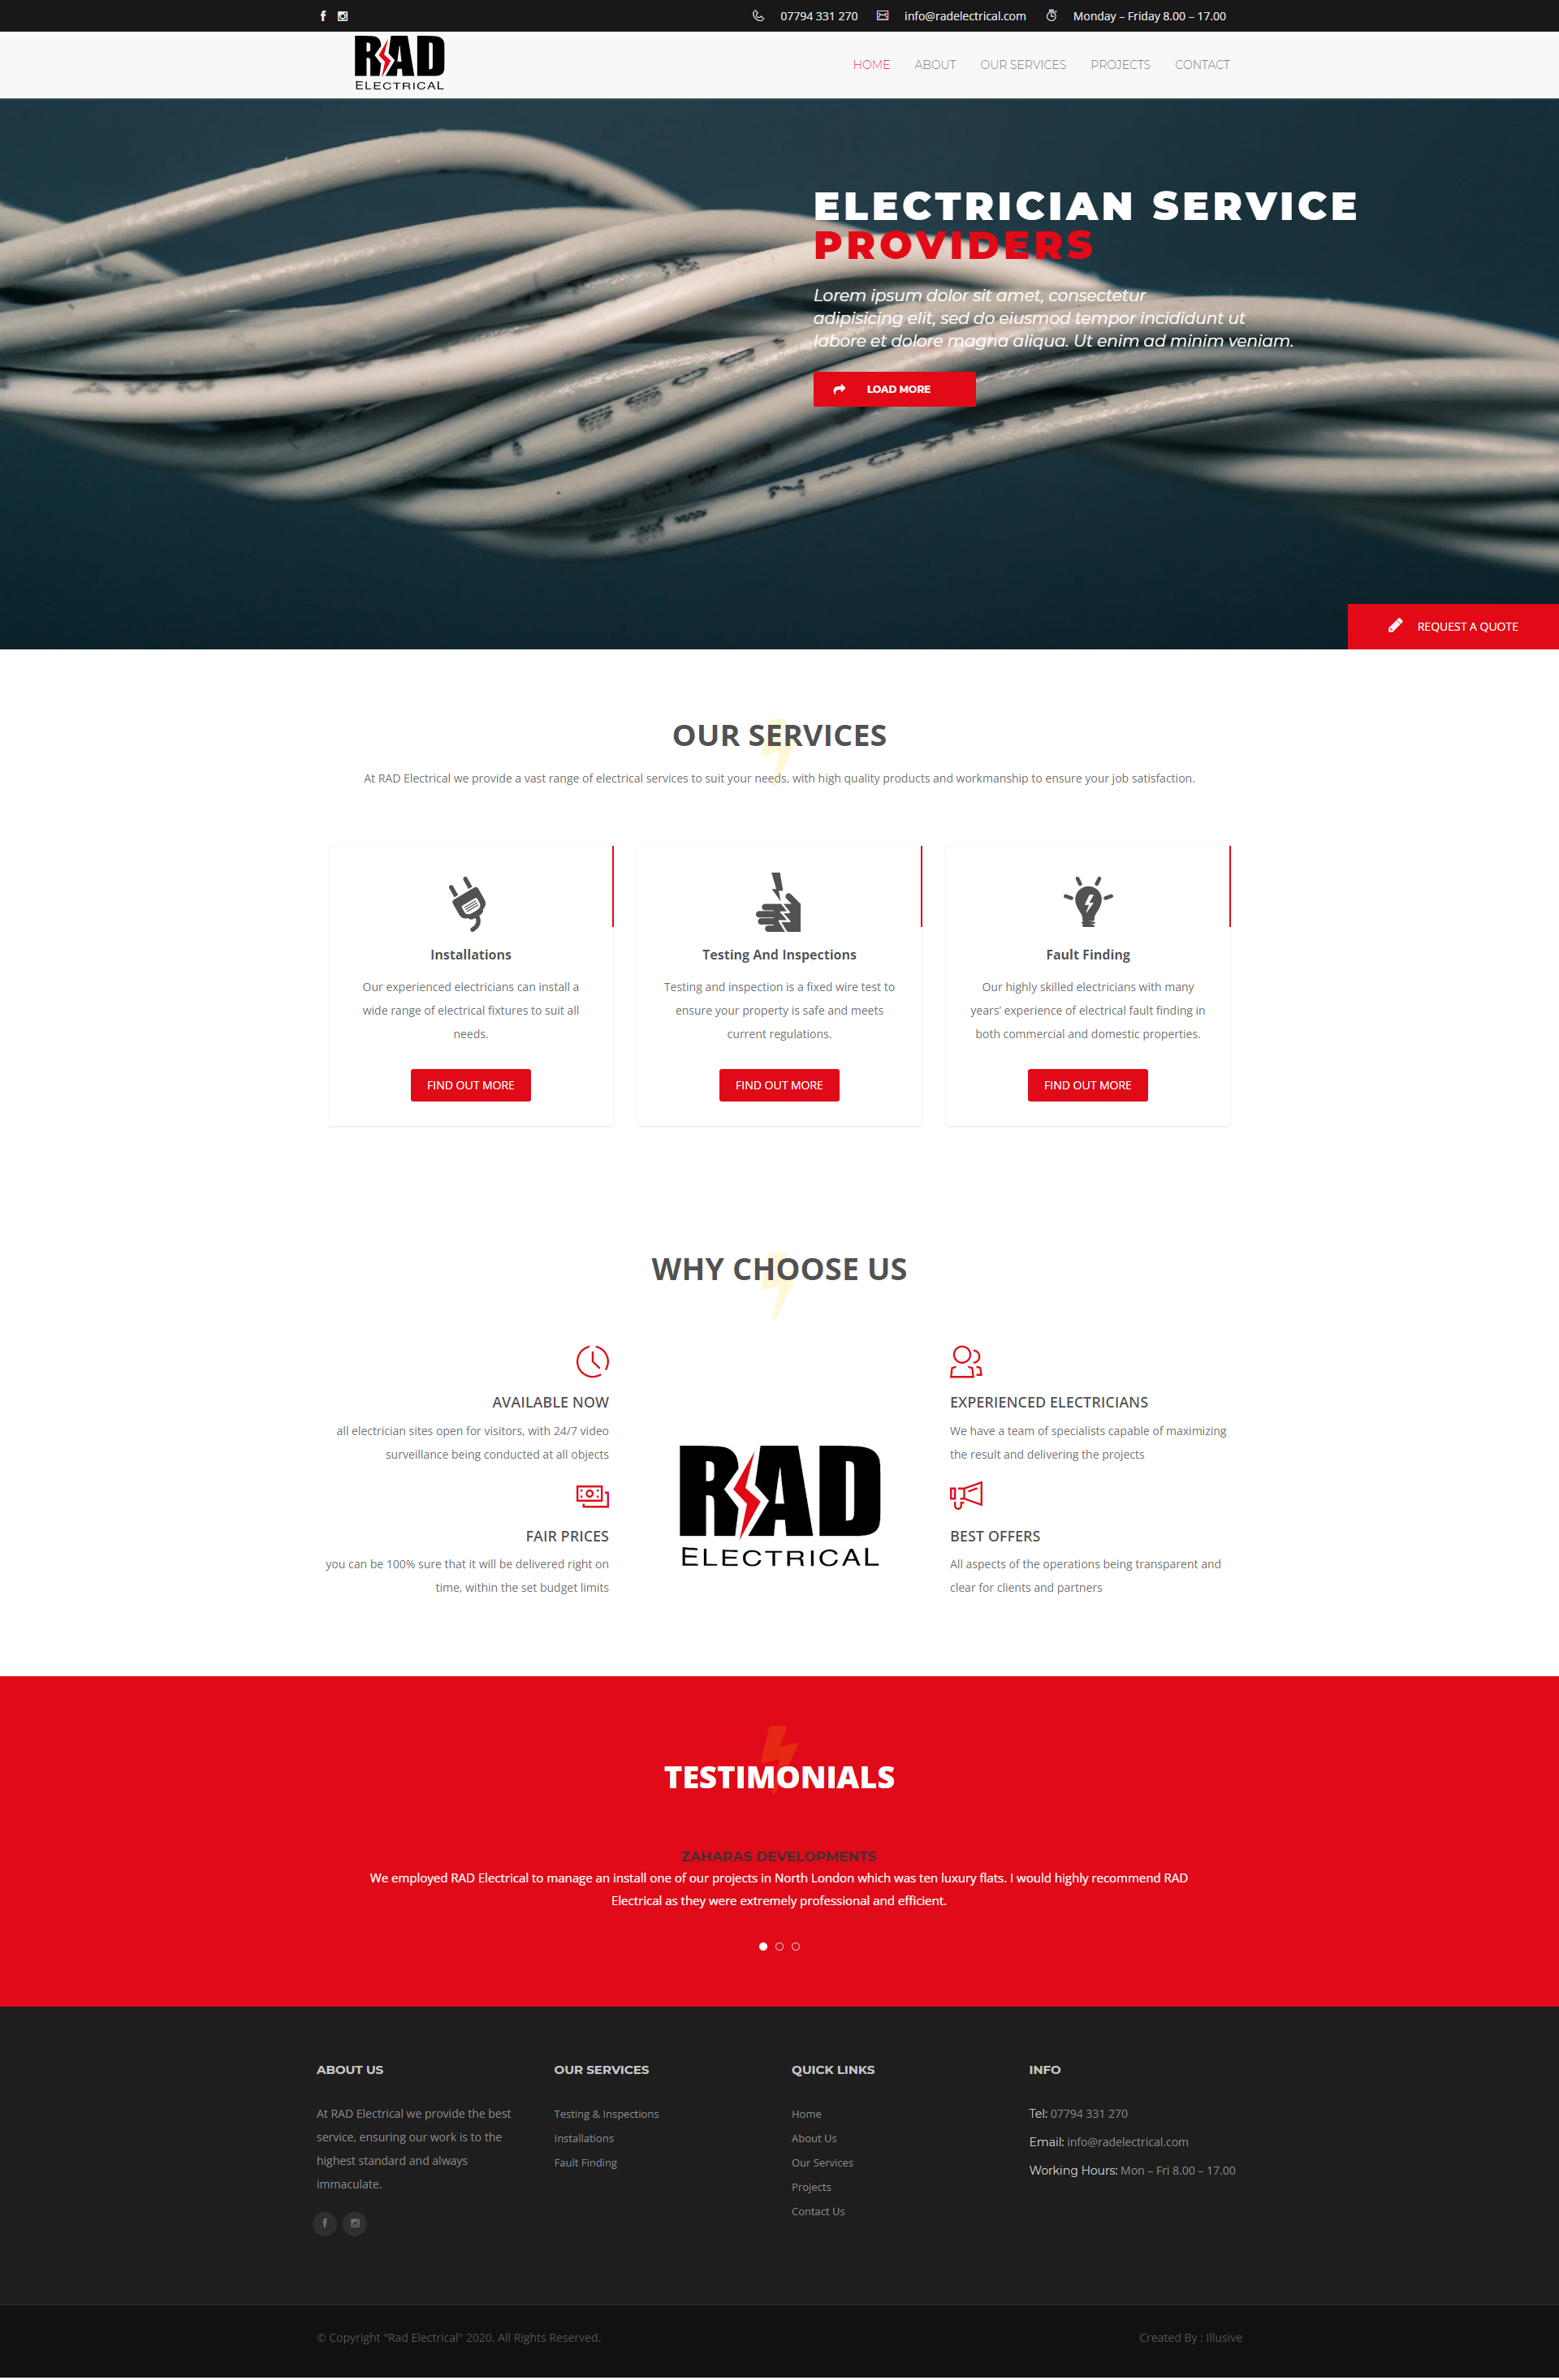 07794 331 270 info@radelectrical.com Monday – Friday 8.00 – 17.00
RAD
ELECTRICAL
HOME ABOUT OUR SERVICES PROJECTS CONTACT
ELECTRICIAN SERVICE
PROVIDERS
Lorem ipsum dolor sit amet, consectetur
adipisicing elit, sed do eiusmod tempor incididunt ut
labore et dolore magna aliqua. Ut enim ad minim veniam.
LOAD MORE
REQUEST A QUOTE
OUR SERVICES
At RAD Electrical we provide a vast range of electrical services to suit your needs, with high quality products and workmanship to ensure your job satisfaction.
Installations
Our experienced electricians can install a
wide range of electrical fixtures to suit all
needs.
FIND OUT MORE
Testing And Inspections
Testing and inspection is a fixed wire test to
ensure your property is safe and meets
current regulations.
FIND OUT MORE
Fault Finding
Our highly skilled electricians with many
years’ experience of electrical fault finding in
both commercial and domestic properties.
FIND OUT MORE
WHY CHOOSE US
AVAILABLE NOW
all electrician sites open for visitors, with 24/7 video
surveillance being conducted at all objects
FAIR PRICES
you can be 100% sure that it will be delivered right on
time, within the set budget limits
RAD
ELECTRICAL
EXPERIENCED ELECTRICIANS
We have a team of specialists capable of maximizing
the result and delivering the projects
BEST OFFERS
All aspects of the operations being transparent and
clear for clients and partners
TESTIMONIALS
ZAHARAS DEVELOPMENTS
We employed RAD Electrical to manage an install one of our projects in North London which was ten luxury flats. I would highly recommend RAD
Electrical as they were extremely professional and efficient.
ABOUT US
At RAD Electrical we provide the best
service, ensuring our work is to the
highest standard and always
immaculate.
OUR SERVICES
Testing & Inspections
Installations
Fault Finding
QUICK LINKS
Home
About Us
Our Services
Projects
Contact Us
INFO
Tel: 07794 331 270
Email: info@radelectrical.com
Working Hours: Mon – Fri 8.00 – 17.00
© Copyright "Rad Electrical" 2020. All Rights Reserved.
Created By : Illusive